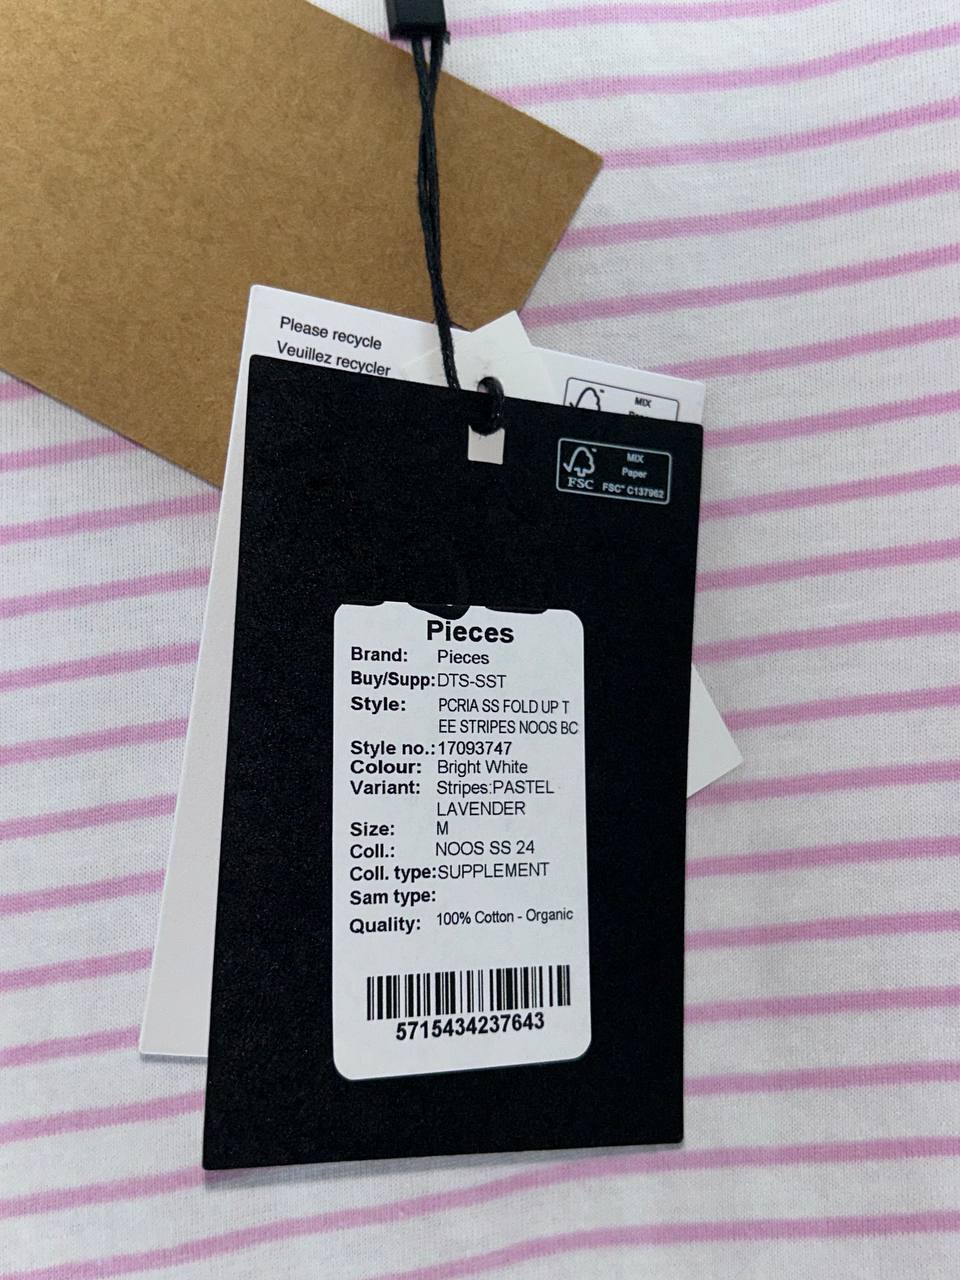 Please recycle
Veuillez recycler
MIX
MIX
Paper
FSC
FSC™ C137962
Pieces
Brand: Pieces
Buy/Supp: DTS-SST
Style: PCRIA SS FOLD UP T
EE STRIPES NOOS BC
Style no.: 17093747
Colour: Bright White
Variant: Stripes:PASTEL
LAVENDER
Size: M
Coll.: NOOS SS 24
Coll. type: SUPPLEMENT
Sam type:
Quality: 100% Cotton - Organic
5715434237643